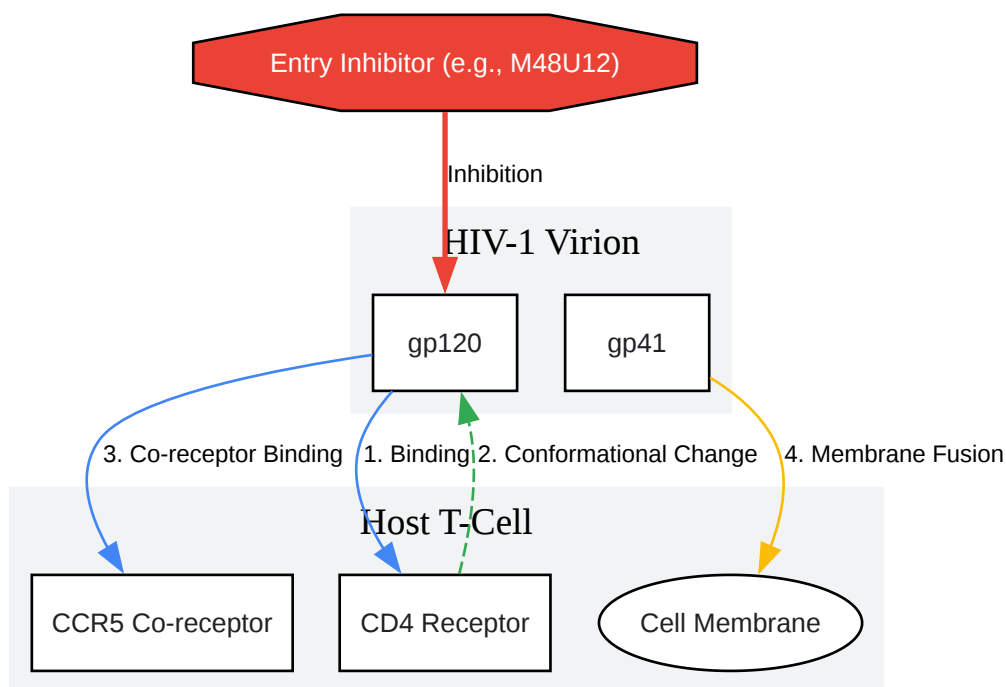 Entry Inhibitor (e.g., M48U12)
Inhibition
HIV-1 Virion
gp120
gp41
3. Co-receptor Binding
1. Binding
2. Conformational Change
4. Membrane Fusion
Host T-Cell
CCR5 Co-receptor
CD4 Receptor
Cell Membrane